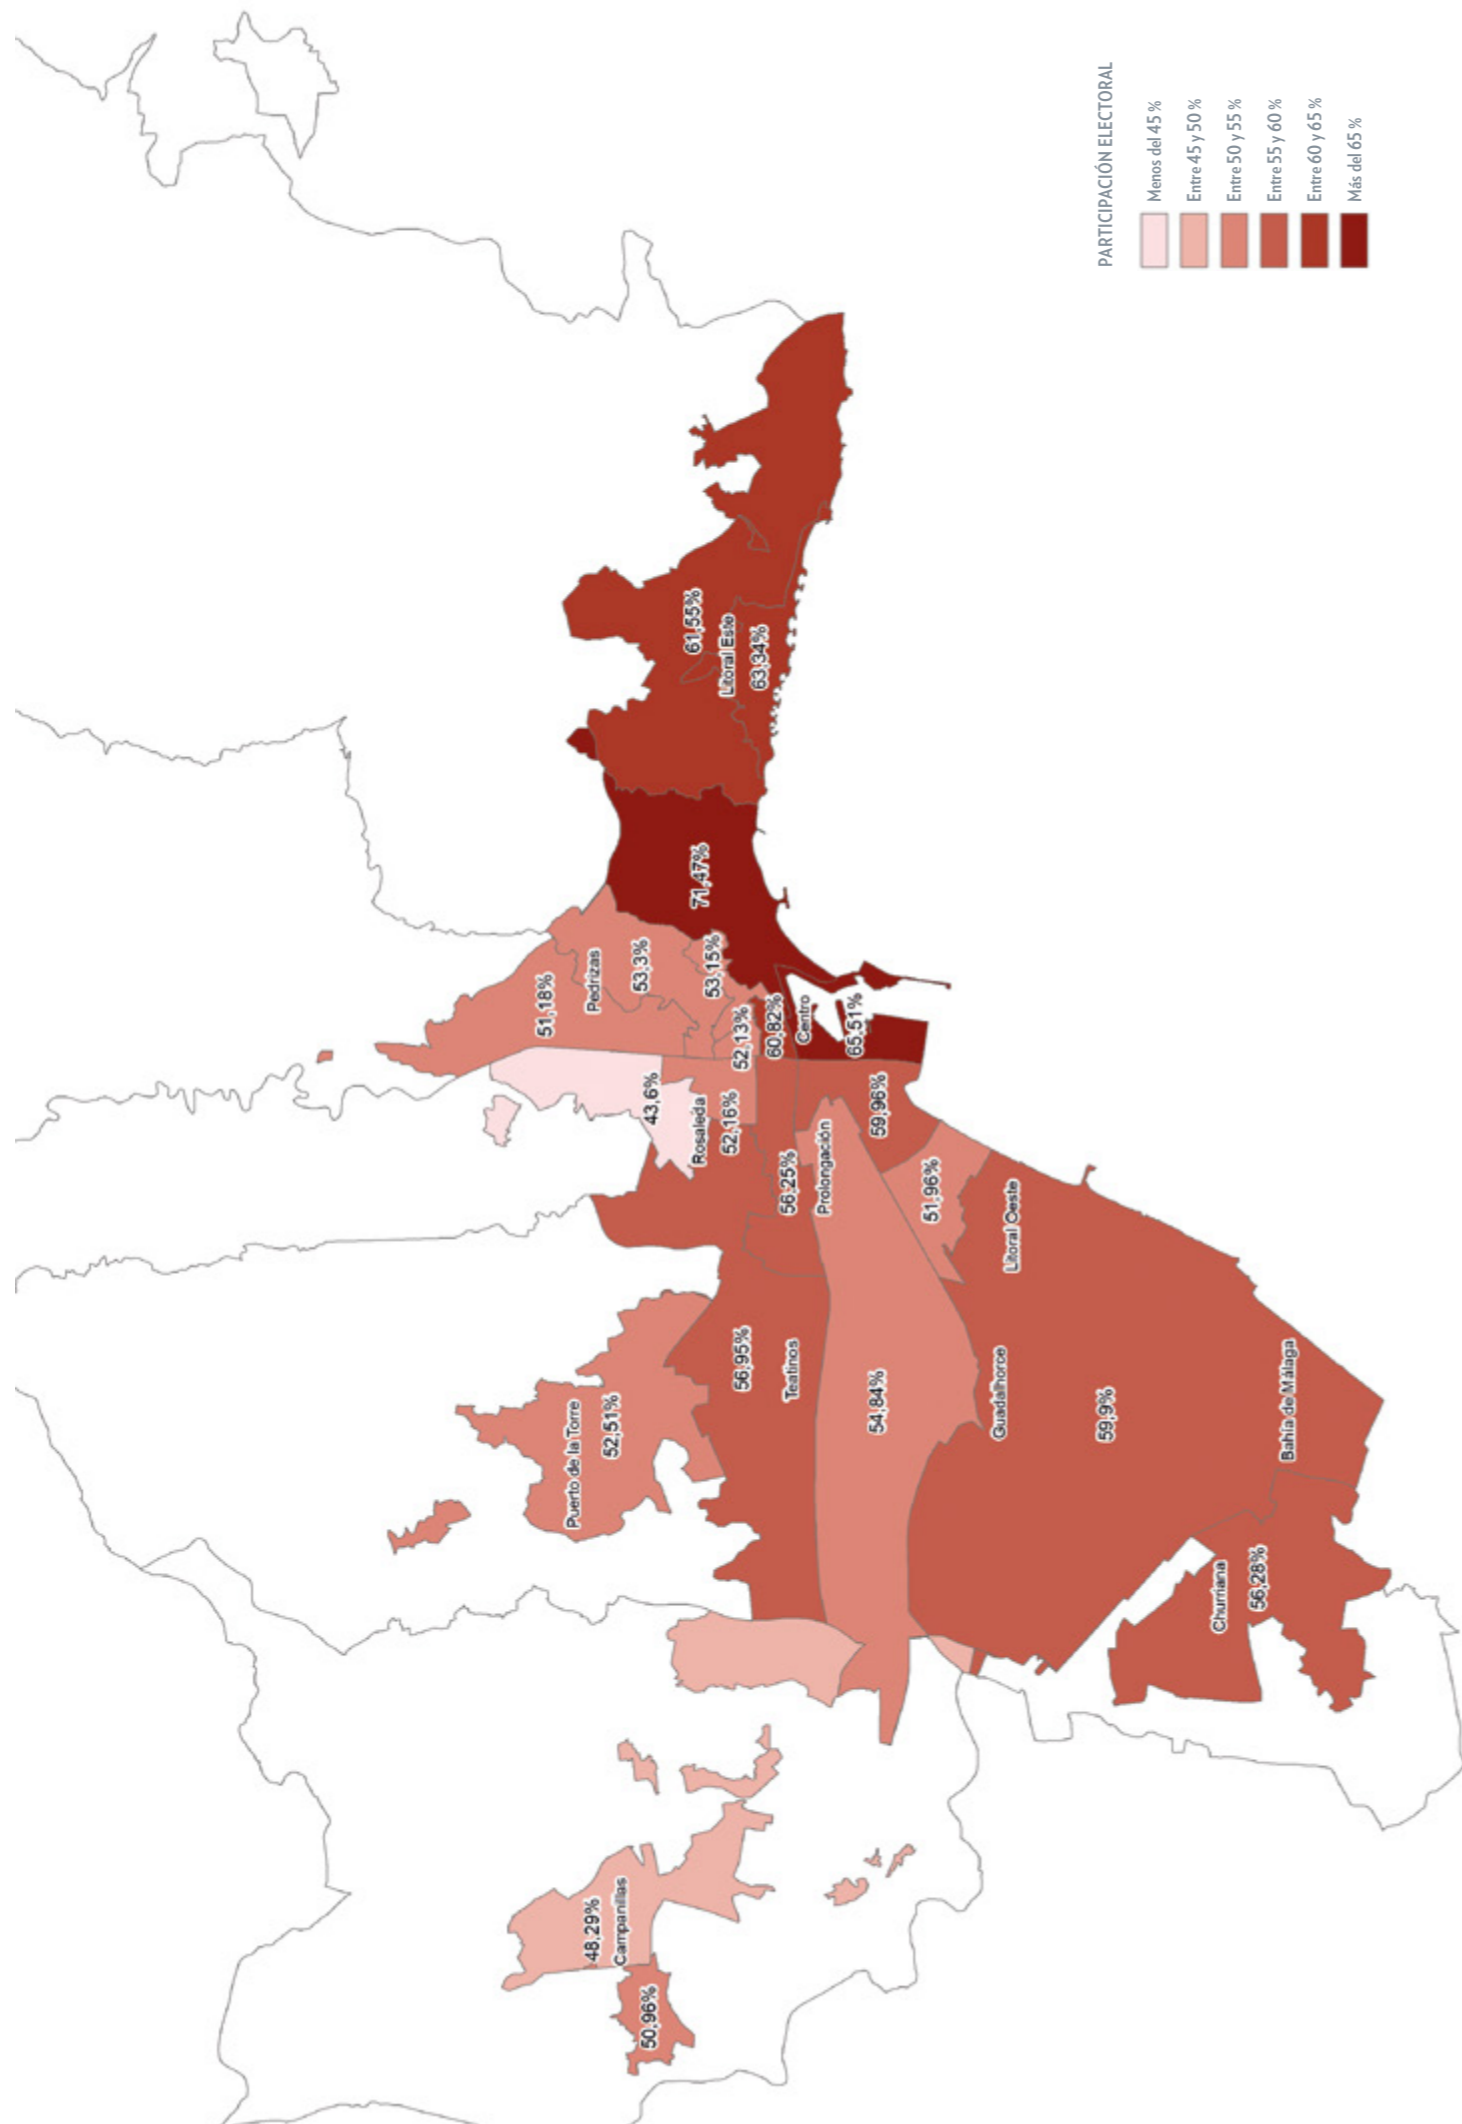 PARTICIPACIÓN ELECTORAL
Menos del 45 %
Entre 45 y 50 %
Entre 50 y 55 %
Entre 55 y 60 %
Entre 60 y 65 %
Más del 65 %
50,96%
48,29%
Campanillas
Puerto de la Torre
52,51%
56,95%
Teatinos
54,84%
Guadalhorce
59,9%
Churriana
56,28%
Bahía de Málaga
43,6%
Rosaleda
52,16%
56,25%
Prolongación
59,96%
51,96%
Litoral Oeste
51,18%
Pedrizas
53,3%
53,15%
52,13%
60,82%
Centro
65,51%
71,47%
61,55%
Litoral Este
63,34%